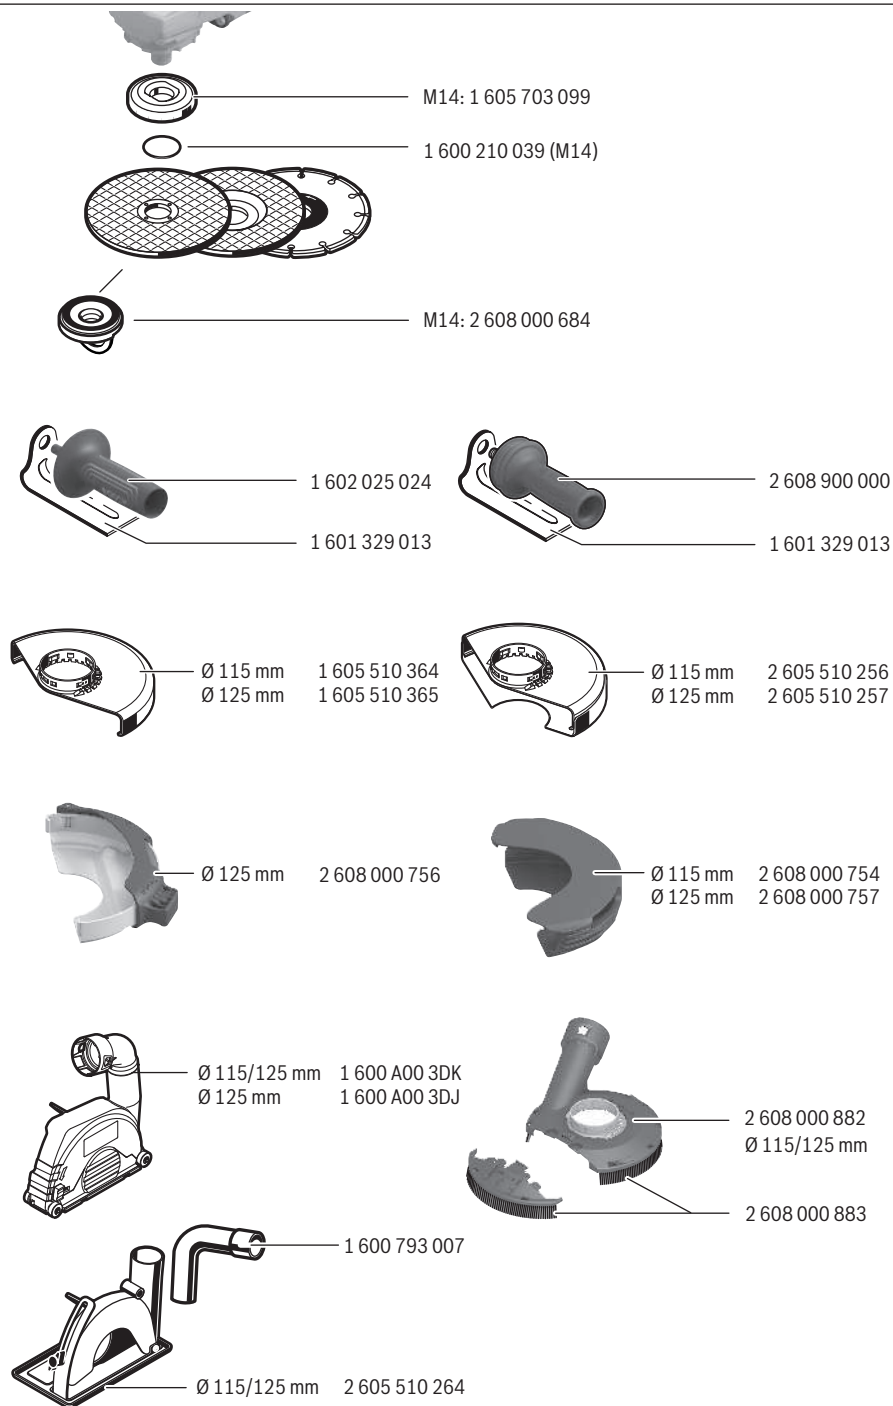 M14: 1 605 703 099
1 600 210 039 (M14)
M14: 2 608 000 684
1 602 025 024
2 608 900 000
1 601 329 013
1 601 329 013
Ø 115 mm 1 605 510 364
Ø 125 mm 1 605 510 365
Ø 115 mm 2 605 510 256
Ø 125 mm 2 605 510 257
Ø 125 mm 2 608 000 756
Ø 115 mm 2 608 000 754
Ø 125 mm 2 608 000 757
Ø 115/125 mm 1 600 A00 3DK
Ø 125 mm 1 600 A00 3DJ
2 608 000 882
Ø 115/125 mm
2 608 000 883
1 600 793 007
Ø 115/125 mm 2 605 510 264